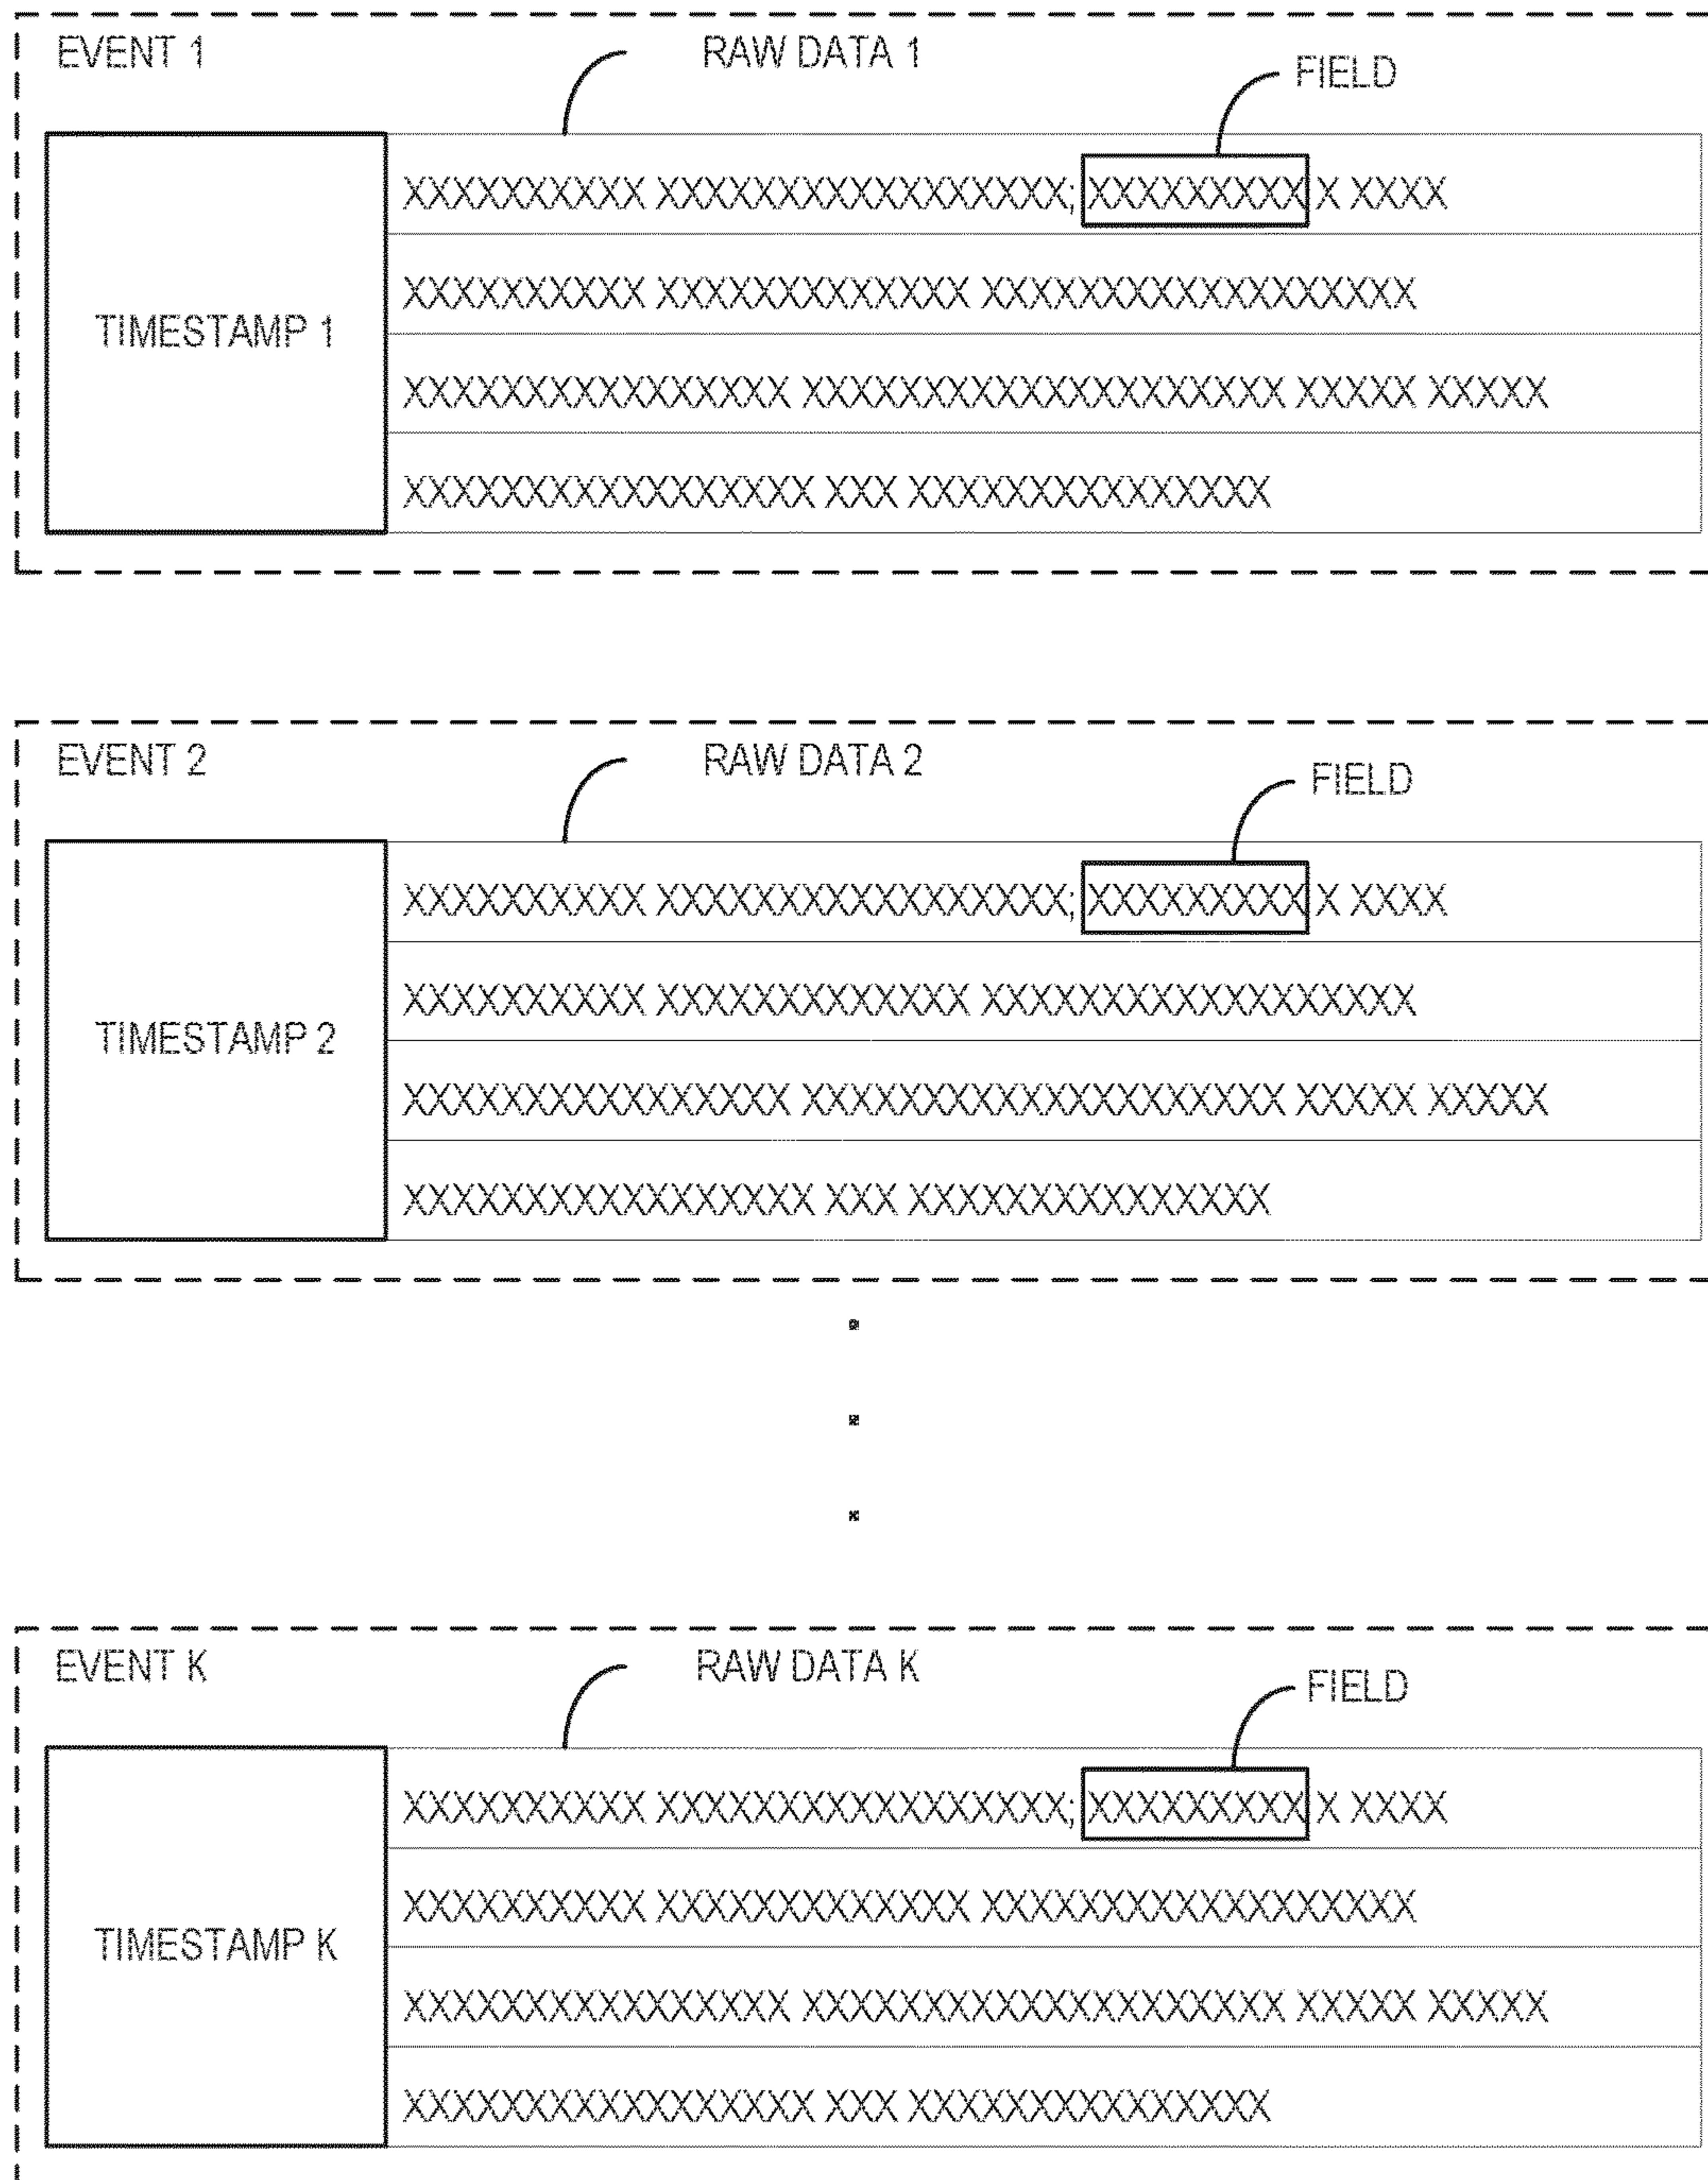 EVENT 1
RAW DATA 1
FIELD
TIMESTAMP 1
XXXXXXXXXX XXXXXXXXXXXXXXXXX; XXXXXXXXX X XXXX
XXXXXXXXXX XXXXXXXXXXXXX XXXXXXXXXXXXXXXXXX
XXXXXXXXXXXXXXXX XXXXXXXXXXXXXXXXXXXX XXXXX XXXXX
XXXXXXXXXXXXXXXXX XXX XXXXXXXXXXXXXXX
EVENT 2
RAW DATA 2
FIELD
TIMESTAMP 2
XXXXXXXXXX XXXXXXXXXXXXXXXXX; XXXXXXXXX X XXXX
XXXXXXXXXX XXXXXXXXXXXXX XXXXXXXXXXXXXXXXXX
XXXXXXXXXXXXXXXX XXXXXXXXXXXXXXXXXXXX XXXXX XXXXX
XXXXXXXXXXXXXXXXX XXX XXXXXXXXXXXXXXX
EVENT K
RAW DATA K
FIELD
TIMESTAMP K
XXXXXXXXXX XXXXXXXXXXXXXXXXX; XXXXXXXXX X XXXX
XXXXXXXXXX XXXXXXXXXXXXX XXXXXXXXXXXXXXXXXX
XXXXXXXXXXXXXXXX XXXXXXXXXXXXXXXXXXXX XXXXX XXXXX
XXXXXXXXXXXXXXXXX XXX XXXXXXXXXXXXXXX